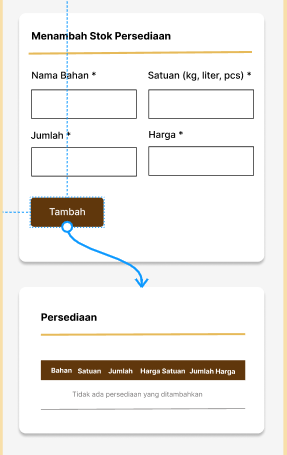 Menambah Stok Persediaan
Nama Bahan * Satuan (kg, liter, pcs) *
Jumlah * Harga *
Tambah
Persediaan
Bahan Satuan Jumlah Harga Satuan Jumlah Harga
Tidak ada persediaan yang ditambahkan